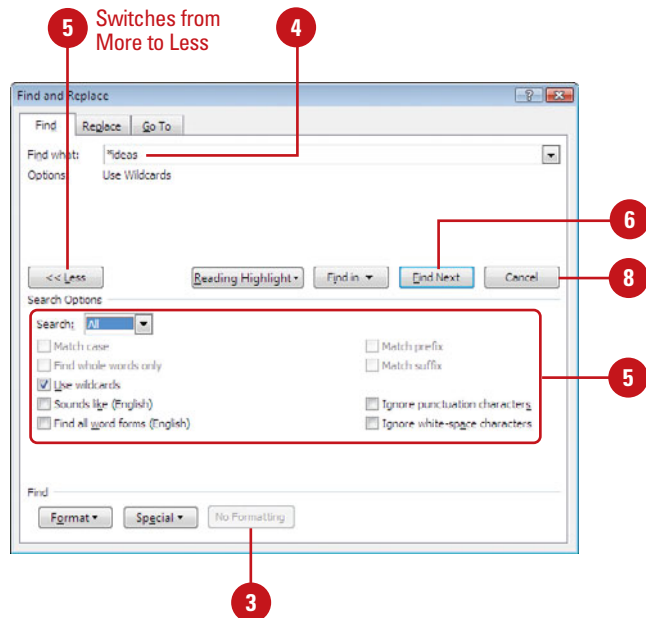 5 Switches from 4
More to Less
Find and Replace
Find Replace Go To
Find what: *ideas
Options: Use Wildcards
6
<< Less Reading Highlight Find in Find Next Cancel 8
Search Options
Search: All
Match case Match prefix
Find whole words only Match suffix
Use wildcards 5
Sounds like (English) Ignore punctuation characters
Find all word forms (English) Ignore white-space characters
Find
Format Special No Formatting
3